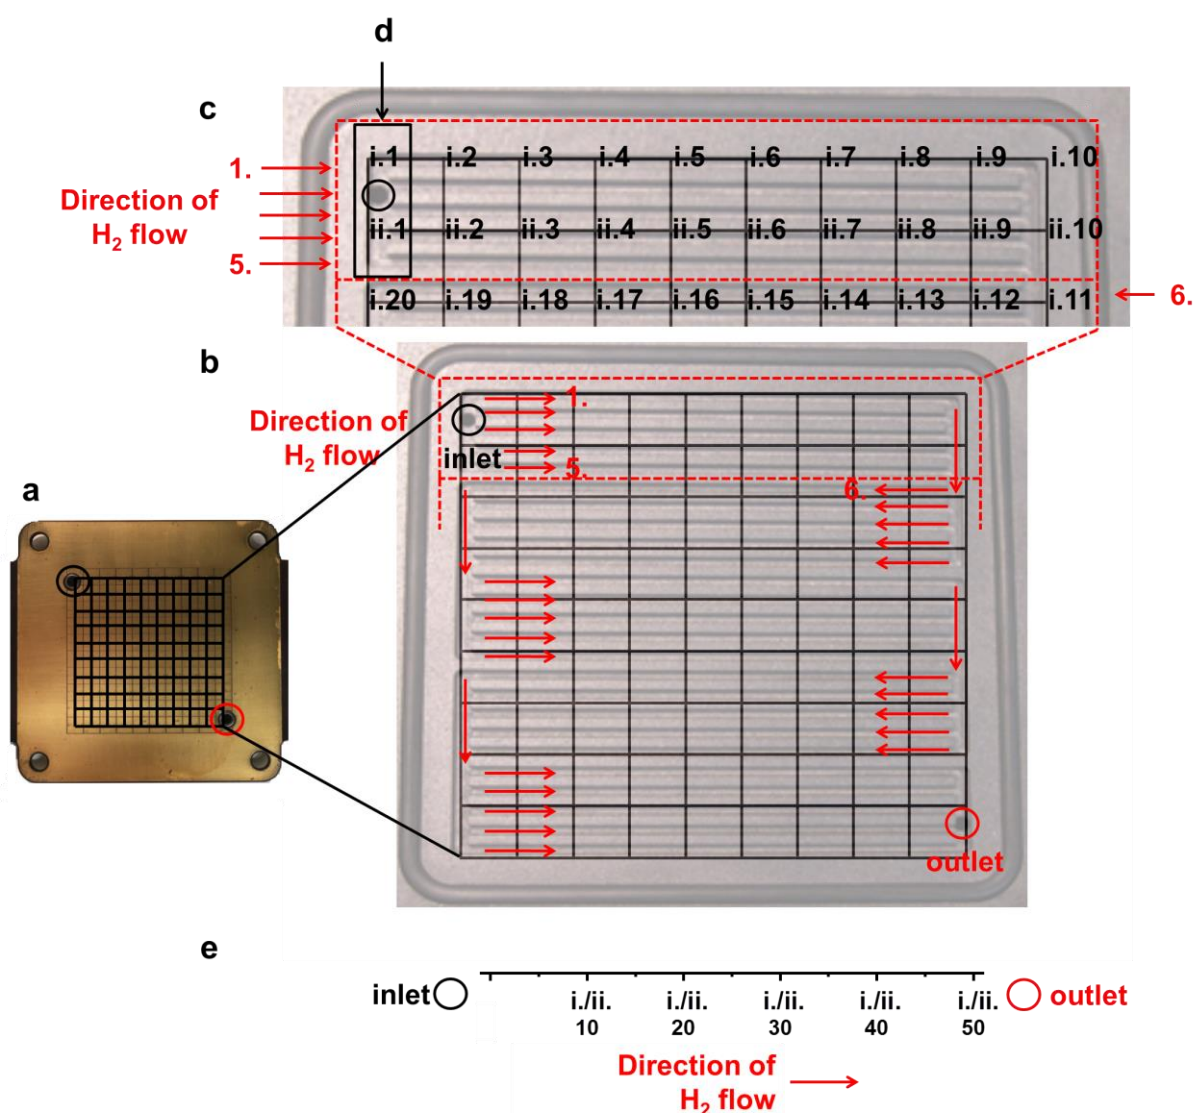 d
c
i.1 i.2 i.3 i.4 i.5 i.6 i.7 i.8 i.9 i.10
1.
Direction of
H₂ flow
ii.1 ii.2 ii.3 ii.4 ii.5 ii.6 ii.7 ii.8 ii.9 ii.10
5.
i.20 i.19 i.18 i.17 i.16 i.15 i.14 i.13 i.12 i.11
6.
b
1.
Direction of
H₂ flow
inlet
5.
6.
a
outlet
e
inlet
i./ii. i./ii. i./ii. i./ii. i./ii.
10 20 30 40 50
outlet
Direction of
H₂ flow